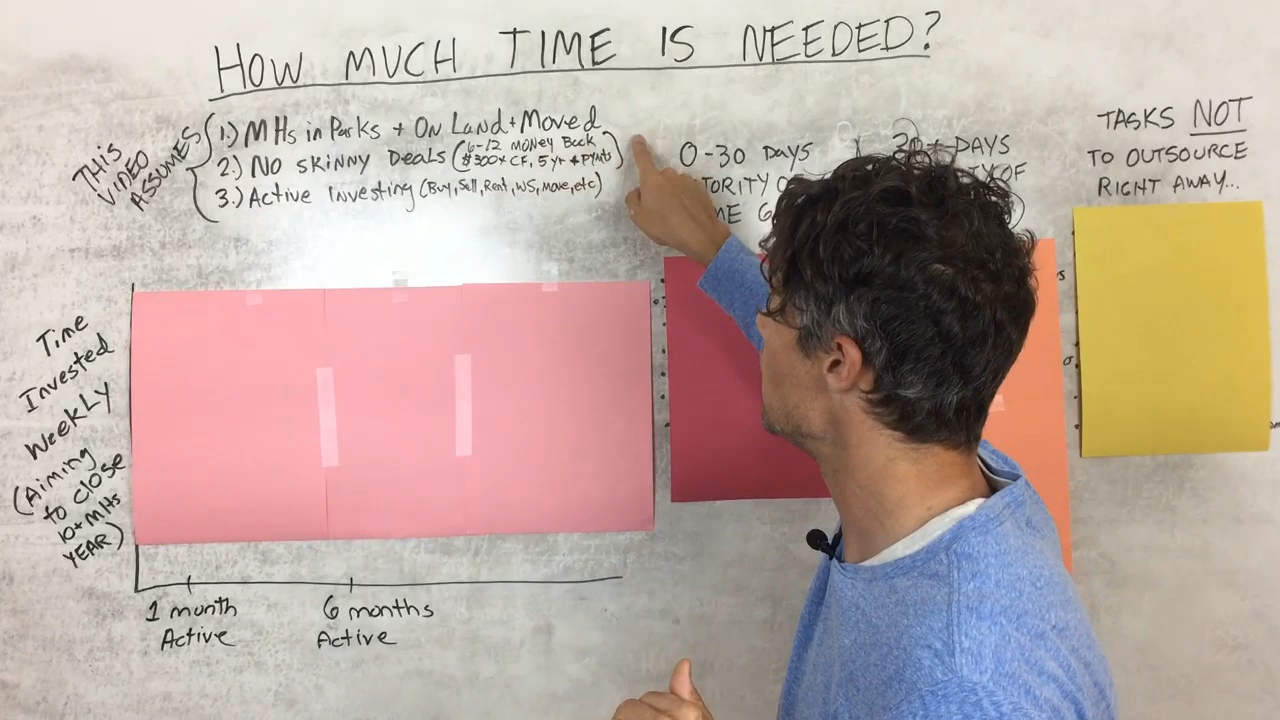 HOW MUCH TIME IS NEEDED?
THIS VIDEO ASSUMES
1.) MHs in Parks + On Land + Moved
2.) No skinny Deals (6-12 MONEY Back
$300+ CF, 5 yr + PYmts)
3.) Active Investing (Buy, Sell, Rent, WS, Move, etc)
0-30 Days
30+ DAYS
TASKS NOT
TO OUTSOURCE
RIGHT AWAY...
Time
Invested
Weekly
(Aiming
to close
10+ MHs
YEAR)
1 month
Active
6 months
Active